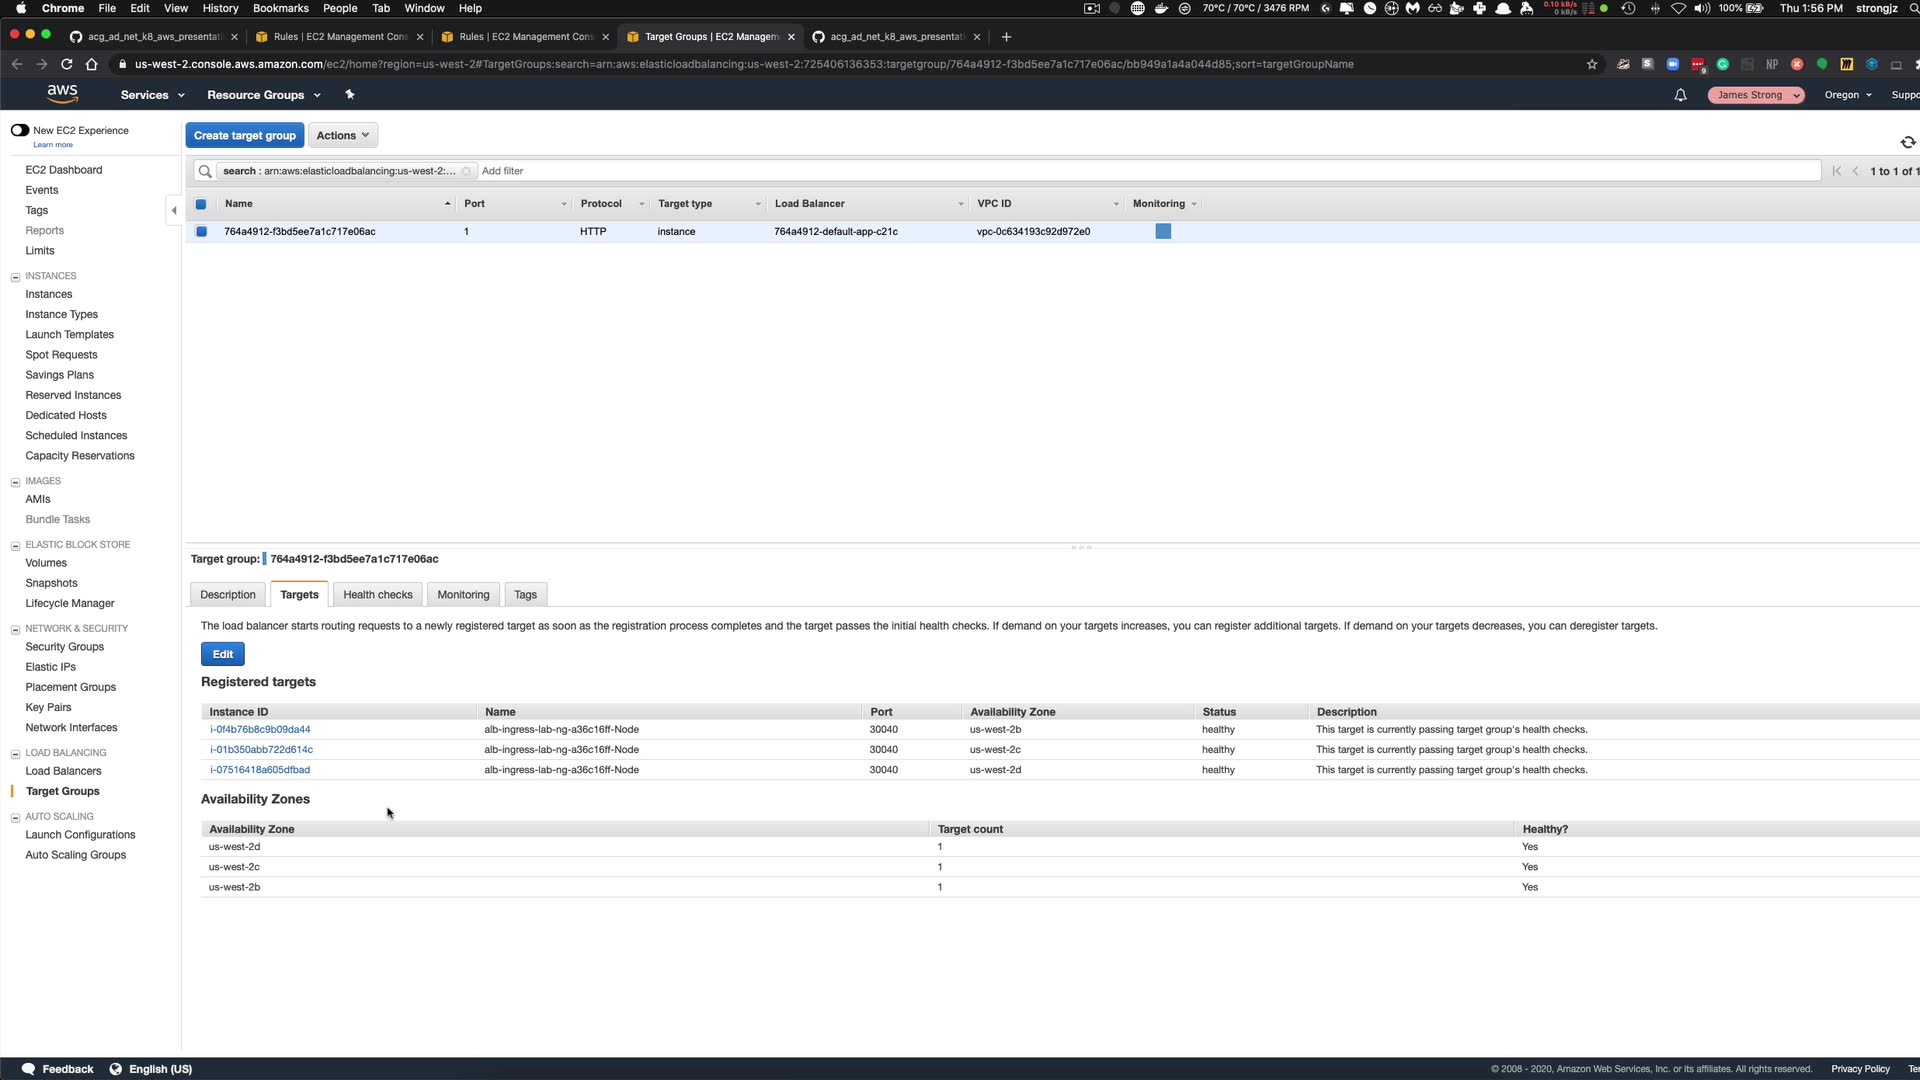 Chrome File Edit View History Bookmarks People Tab Window Help 70°C / 70°C / 3476 RPM 0.10 kB/s 0 kB/s 100% Thu 1:56 PM strongjz
acg_ad_net_k8_aws_presentati Rules | EC2 Management Cons Rules | EC2 Management Cons Target Groups | EC2 Managem acg_ad_net_k8_aws_presentati
us-west-2.console.aws.amazon.com/ec2/home?region=us-west-2#TargetGroups:search=arn:aws:elasticloadbalancing:us-west-2:725406136353:targetgroup/764a4912-f3bd5ee7a1c717e06ac/bb949a1a4a044d85;sort=targetGroupName
aws Services Resource Groups James Strong Oregon Suppo
New EC2 Experience
Learn more
Create target group Actions
search : arn:aws:elasticloadbalancing:us-west-2:... Add filter 1 to 1 of 1
Name Port Protocol Target type Load Balancer VPC ID Monitoring
764a4912-f3bd5ee7a1c717e06ac 1 HTTP instance 764a4912-default-app-c21c vpc-0c634193c92d972e0
EC2 Dashboard
Events
Tags
Reports
Limits
INSTANCES
Instances
Instance Types
Launch Templates
Spot Requests
Savings Plans
Reserved Instances
Dedicated Hosts
Scheduled Instances
Capacity Reservations
IMAGES
AMIs
Bundle Tasks
ELASTIC BLOCK STORE
Volumes
Snapshots
Lifecycle Manager
NETWORK & SECURITY
Security Groups
Elastic IPs
Placement Groups
Key Pairs
Network Interfaces
LOAD BALANCING
Load Balancers
Target Groups
AUTO SCALING
Launch Configurations
Auto Scaling Groups
Target group: 764a4912-f3bd5ee7a1c717e06ac
Description Targets Health checks Monitoring Tags
The load balancer starts routing requests to a newly registered target as soon as the registration process completes and the target passes the initial health checks. If demand on your targets increases, you can register additional targets. If demand on your targets decreases, you can deregister targets.
Edit
Registered targets
Instance ID Name Port Availability Zone Status Description
i-0f4b76b8c9b09da44 alb-ingress-lab-ng-a36c16ff-Node 30040 us-west-2b healthy This target is currently passing target group's health checks.
i-01b350abb722d614c alb-ingress-lab-ng-a36c16ff-Node 30040 us-west-2c healthy This target is currently passing target group's health checks.
i-07516418a605dfbad alb-ingress-lab-ng-a36c16ff-Node 30040 us-west-2d healthy This target is currently passing target group's health checks.
Availability Zones
Availability Zone Target count Healthy?
us-west-2d 1 Yes
us-west-2c 1 Yes
us-west-2b 1 Yes
Feedback English (US) © 2008 - 2020, Amazon Web Services, Inc. or its affiliates. All rights reserved. Privacy Policy Te